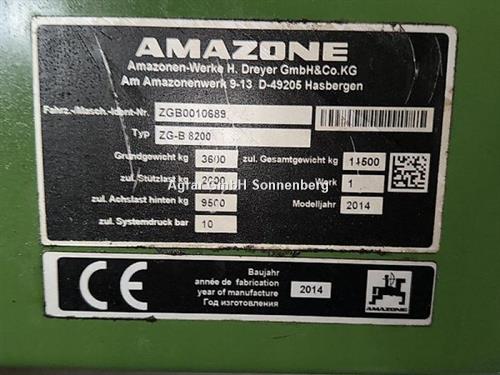 AMAZONE
Amazonen-Werke H. Dreyer GmbH&Co.KG
Am Amazonenwerk 9-13 D-49205 Hasbergen
Fahrz.-/Masch.-Ident-Nr. ZGB0010689
Typ ZG-B 8200
Grundgewicht kg 3600 zul. Gesamtgewicht kg 14500
zul. Stützlast kg 2000 Werk 1
Agrar GmbH Sonnenberg
zul. Achslast hinten kg 9500 Modelljahr 2014
zul. Systemdruck bar 10
CE
Baujahr
année de fabrication
year of manufacture
Год изготовления
2014
AMAZONE